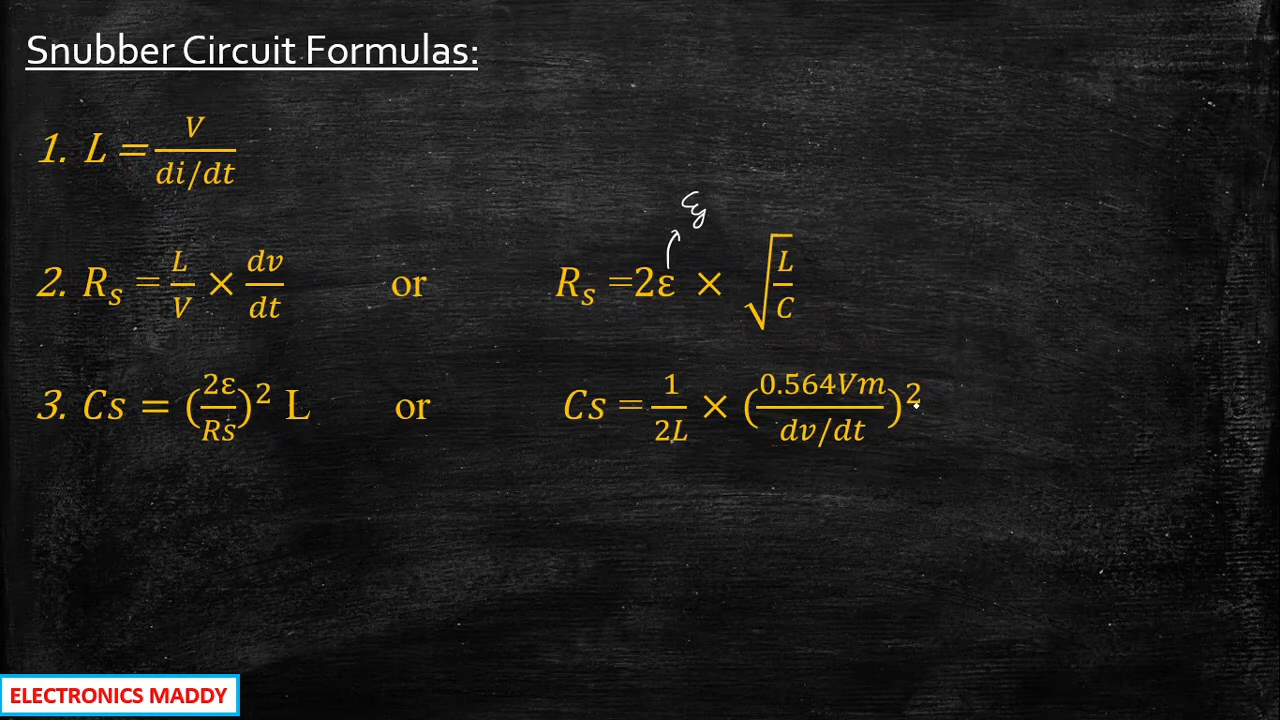 Snubber Circuit Formulas:
1. L = V / (di/dt)
2. Rₛ = L/V × dv/dt or Rₛ =2ε × √(L/C)
3. Cs = (2ε/Rs)² L or Cs = 1/2L × (0.564Vm / (dv/dt))²
ELECTRONICS MADDY